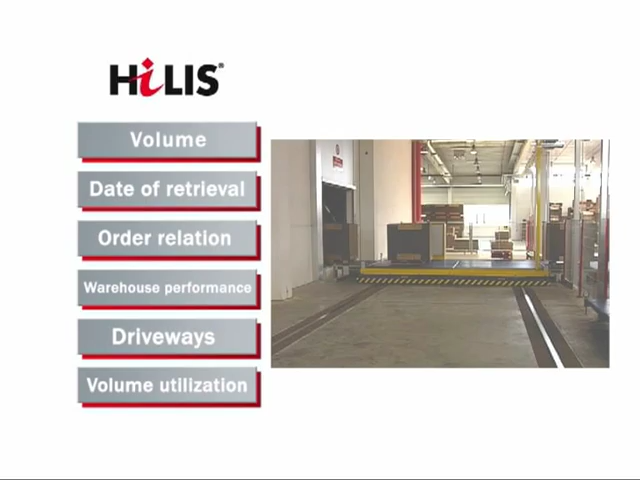 HiLIS®
Volume
Date of retrieval
Order relation
Warehouse performance
Driveways
Volume utilization